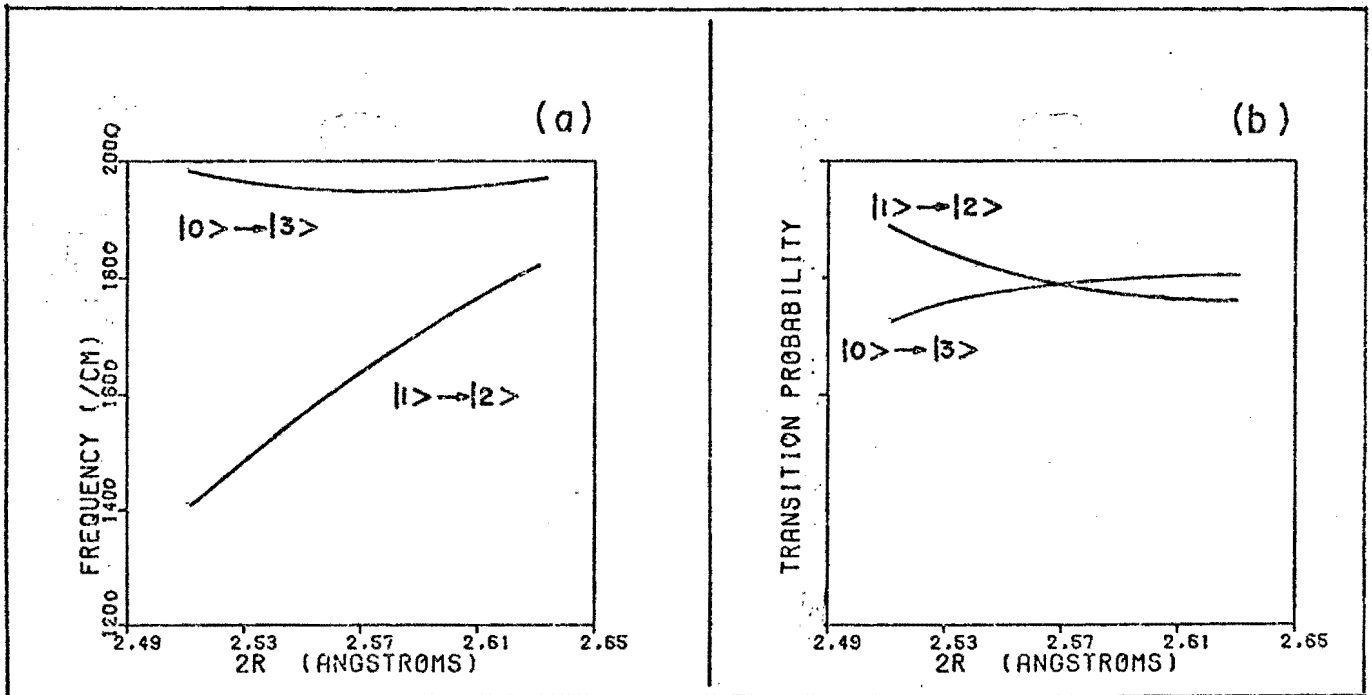 (a)
FREQUENCY (/CM)
2000
1800
1600
1400
1200
|0>→|3>
|1>→|2>
2.49 2.53 2.57 2.61 2.65
2R (ANGSTROMS)
(b)
TRANSITION PROBABILITY
|1>→|2>
|0>→|3>
2.49 2.53 2.57 2.61 2.65
2R (ANGSTROMS)